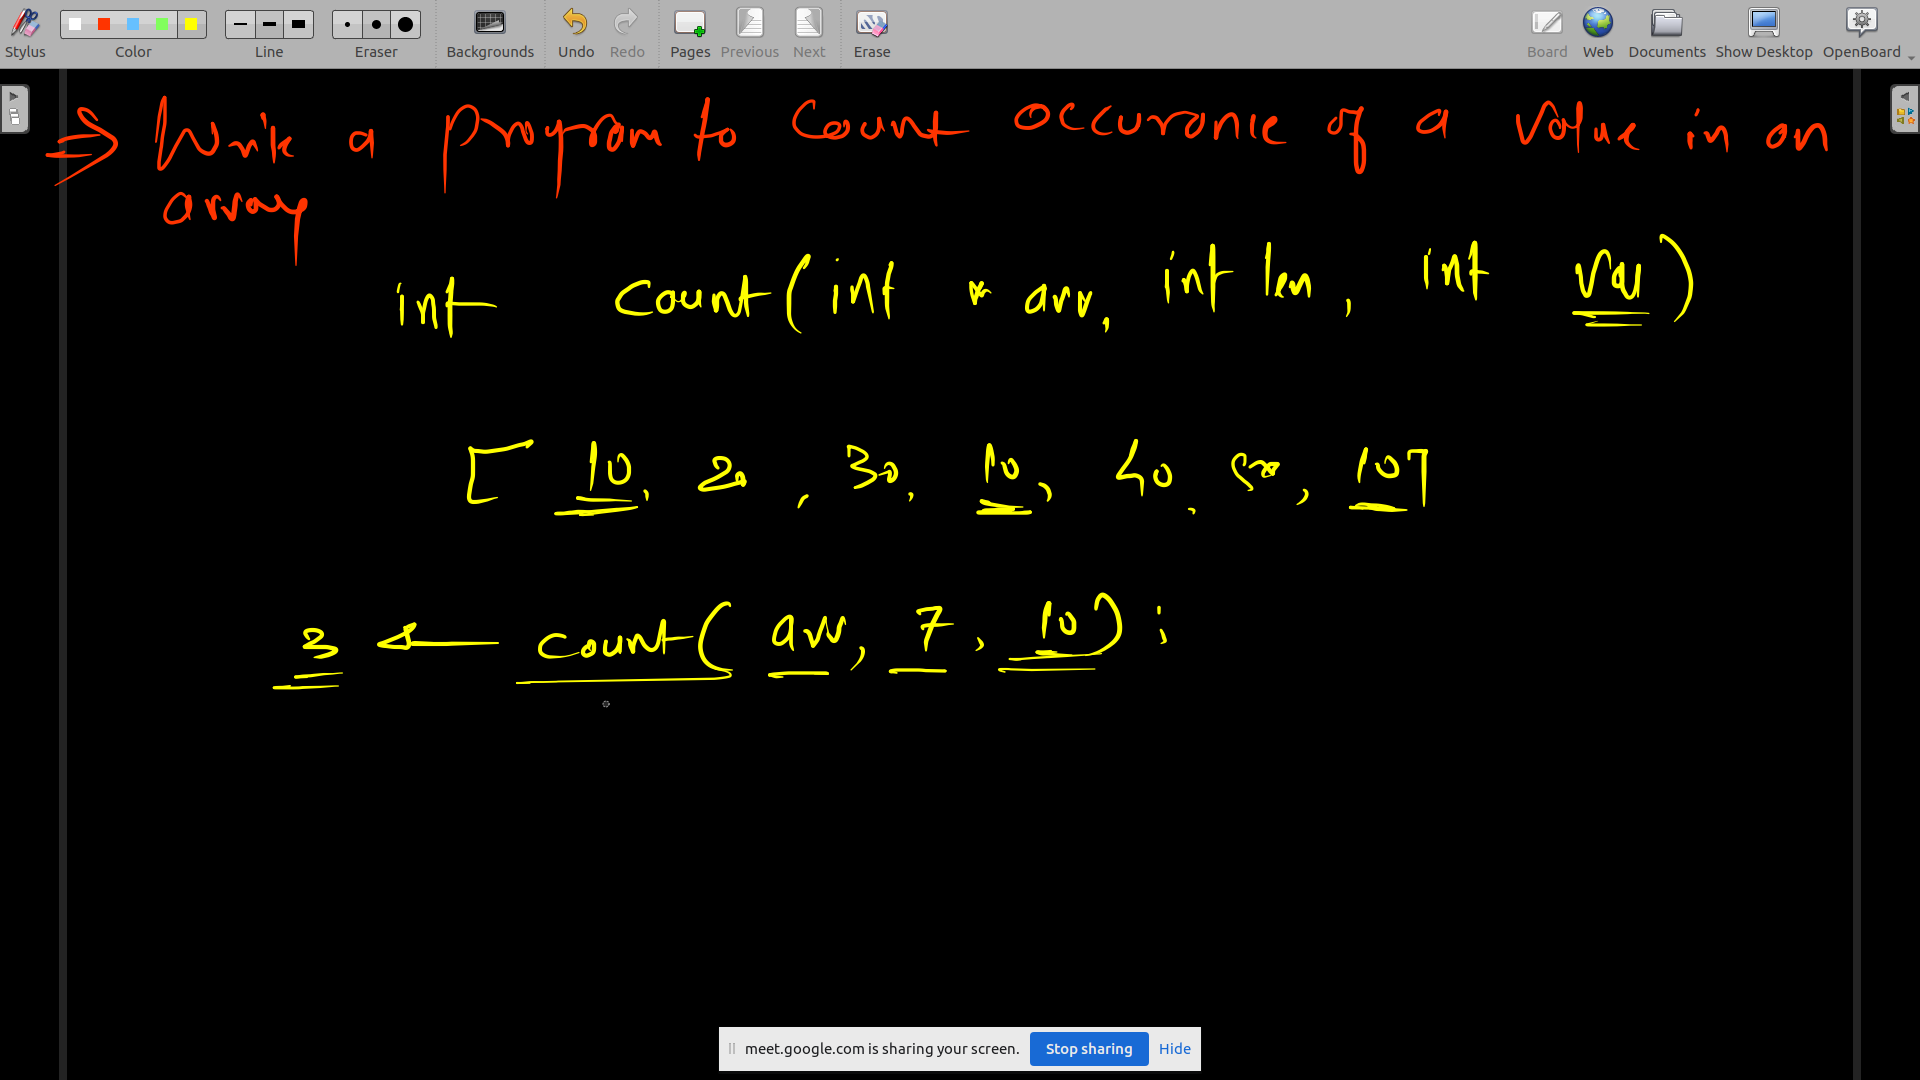 Stylus Color Line Eraser Backgrounds Undo Redo Pages Previous Next Erase Board Web Documents Show Desktop OpenBoard
Write a program to count occurance of a value in an
array
int count(int * arr, int len, int val)
[ 10, 20, 30, 10, 40, 50, 10]
3 ← count( arr, 7, 10) ;
meet.google.com is sharing your screen. Stop sharing Hide